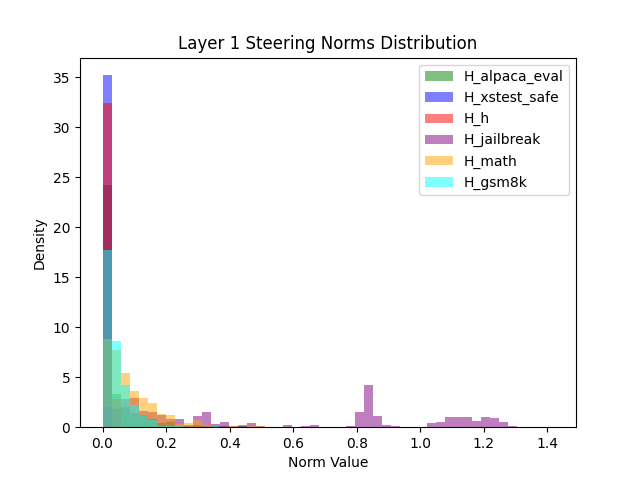 Layer 1 Steering Norms Distribution
H_alpaca_eval
H_xstest_safe
H_h
H_jailbreak
H_math
H_gsm8k
Density
35
30
25
20
15
10
5
0
0.0 0.2 0.4 0.6 0.8 1.0 1.2 1.4
Norm Value